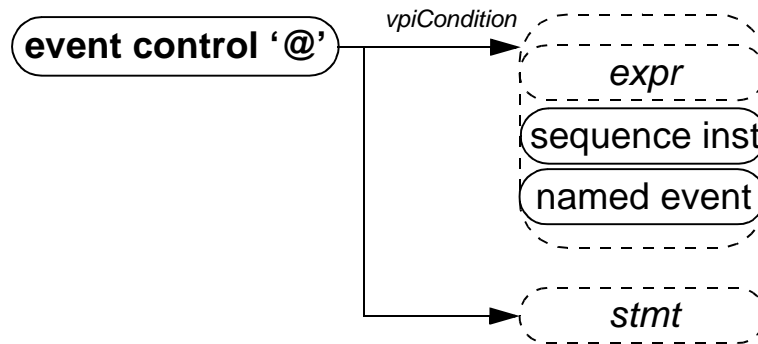 vpiCondition
event control ‘@’
expr
sequence inst
named event
stmt